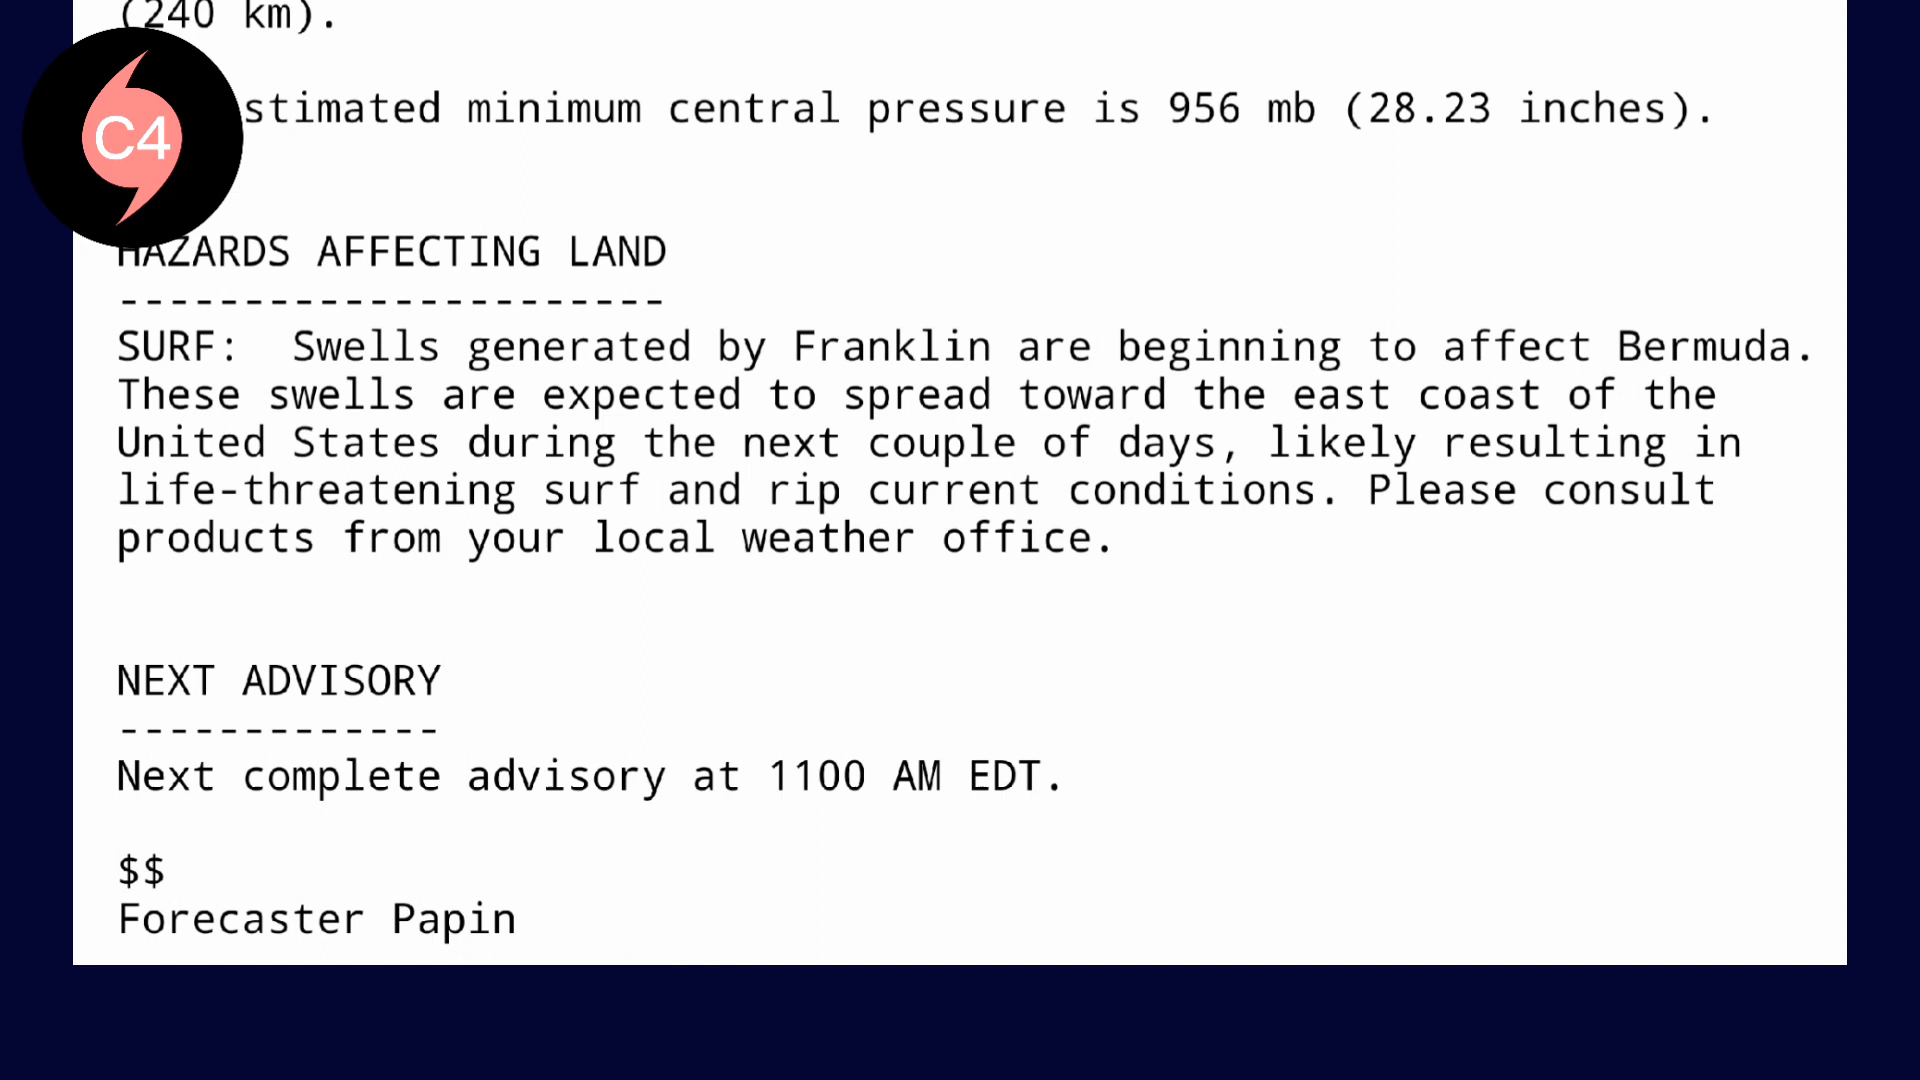 (240 km).
C4
stimated minimum central pressure is 956 mb (28.23 inches).
HAZARDS AFFECTING LAND
----------------------
SURF:  Swells generated by Franklin are beginning to affect Bermuda.
These swells are expected to spread toward the east coast of the
United States during the next couple of days, likely resulting in
life-threatening surf and rip current conditions. Please consult
products from your local weather office.
NEXT ADVISORY
-------------
Next complete advisory at 1100 AM EDT.
$$
Forecaster Papin